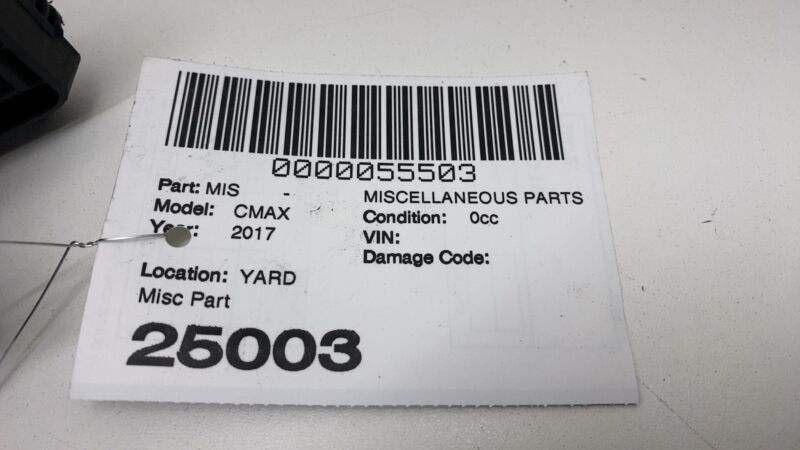 0000055503
Part: MIS - MISCELLANEOUS PARTS
Model: CMAX Condition: 0cc
Year: 2017 VIN:
Damage Code:
Location: YARD
Misc Part
25003